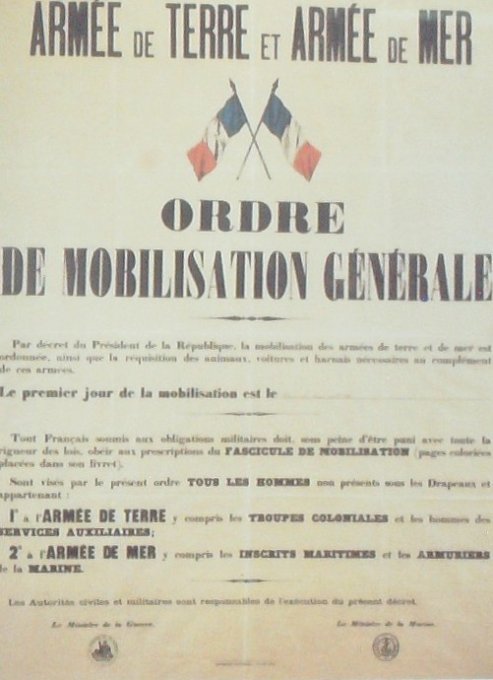 ARMÉE DE TERRE ET ARMÉE DE MER
ORDRE
DE MOBILISATION GÉNÉRALE
Par décret du Président de la République, la mobilisation des armées de terre et de mer est
ordonnée, ainsi que la réquisition des animaux, voitures et harnais nécessaires au complément
de ces armées.
Le premier jour de la mobilisation est le
Tout Français soumis aux obligations militaires doit, sous peine d'être puni avec toute la
rigueur des lois, obéir aux prescriptions du FASCICULE DE MOBILISATION (pages coloriées
placées dans son livret).
Sont visés par le présent ordre TOUS LES HOMMES non présents sous les Drapeaux et
appartenant :
1° à l'ARMÉE DE TERRE y compris les TROUPES COLONIALES et les hommes des
SERVICES AUXILIAIRES;
2° à l'ARMÉE DE MER y compris les INSCRITS MARITIMES et les ARMURIERS
de la MARINE.
Les Autorités civiles et militaires sont responsables de l'exécution du présent décret.
Le Ministre de la Guerre. Le Ministre de la Marine.